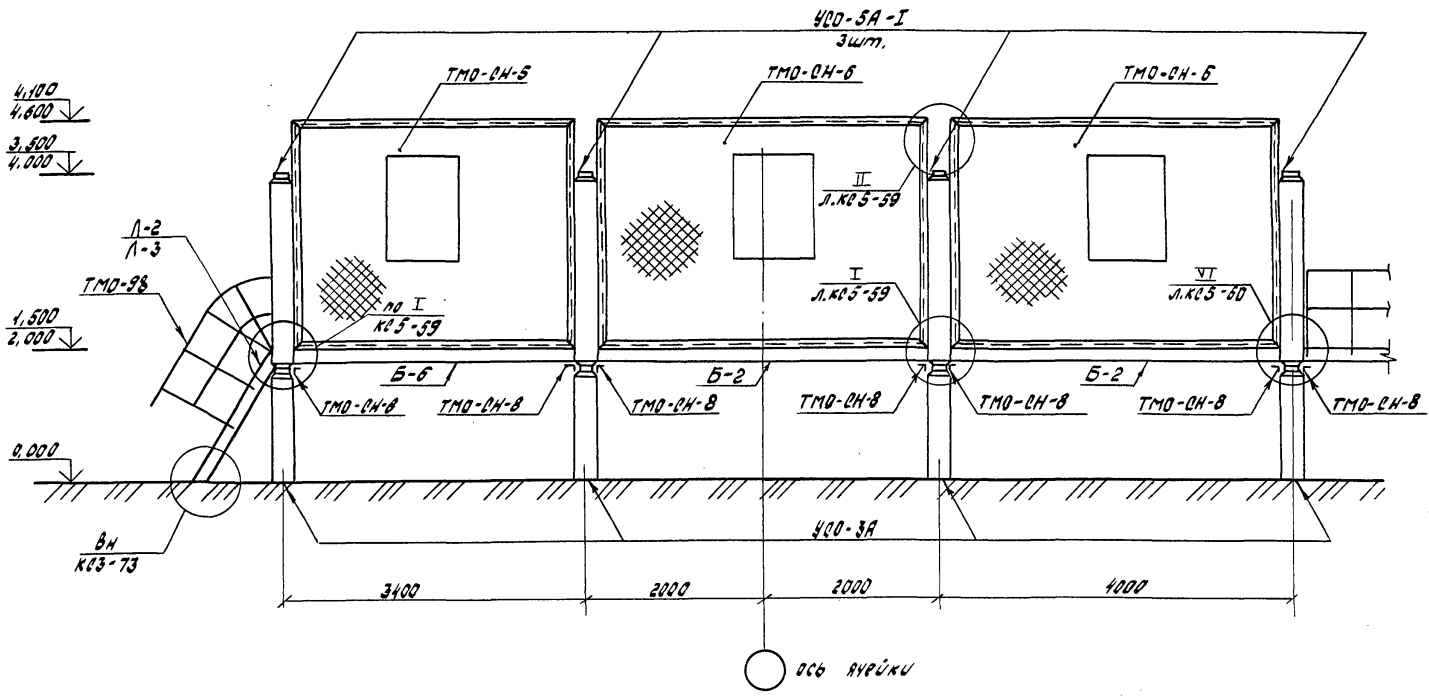 УСО-5А-I
3шт.
ТМО-СН-5
ТМО-СН-6
ТМО-СН-6
4,100
4,600
3,500
4,000
II
Л.КС5-59
Л-2
Л-3
ТМО-98
по I
КС5-59
I
Л.КС5-59
VI
Л.КС5-60
1,500
2,000
Б-6
Б-2
Б-2
ТМО-СН-8
ТМО-СН-8
ТМО-СН-8
ТМО-СН-8
ТМО-СН-8
ТМО-СН-8
ТМО-СН-8
0,000
Вн
КС3-73
УСО-3А
3400
2000
2000
4000
ось ячейки